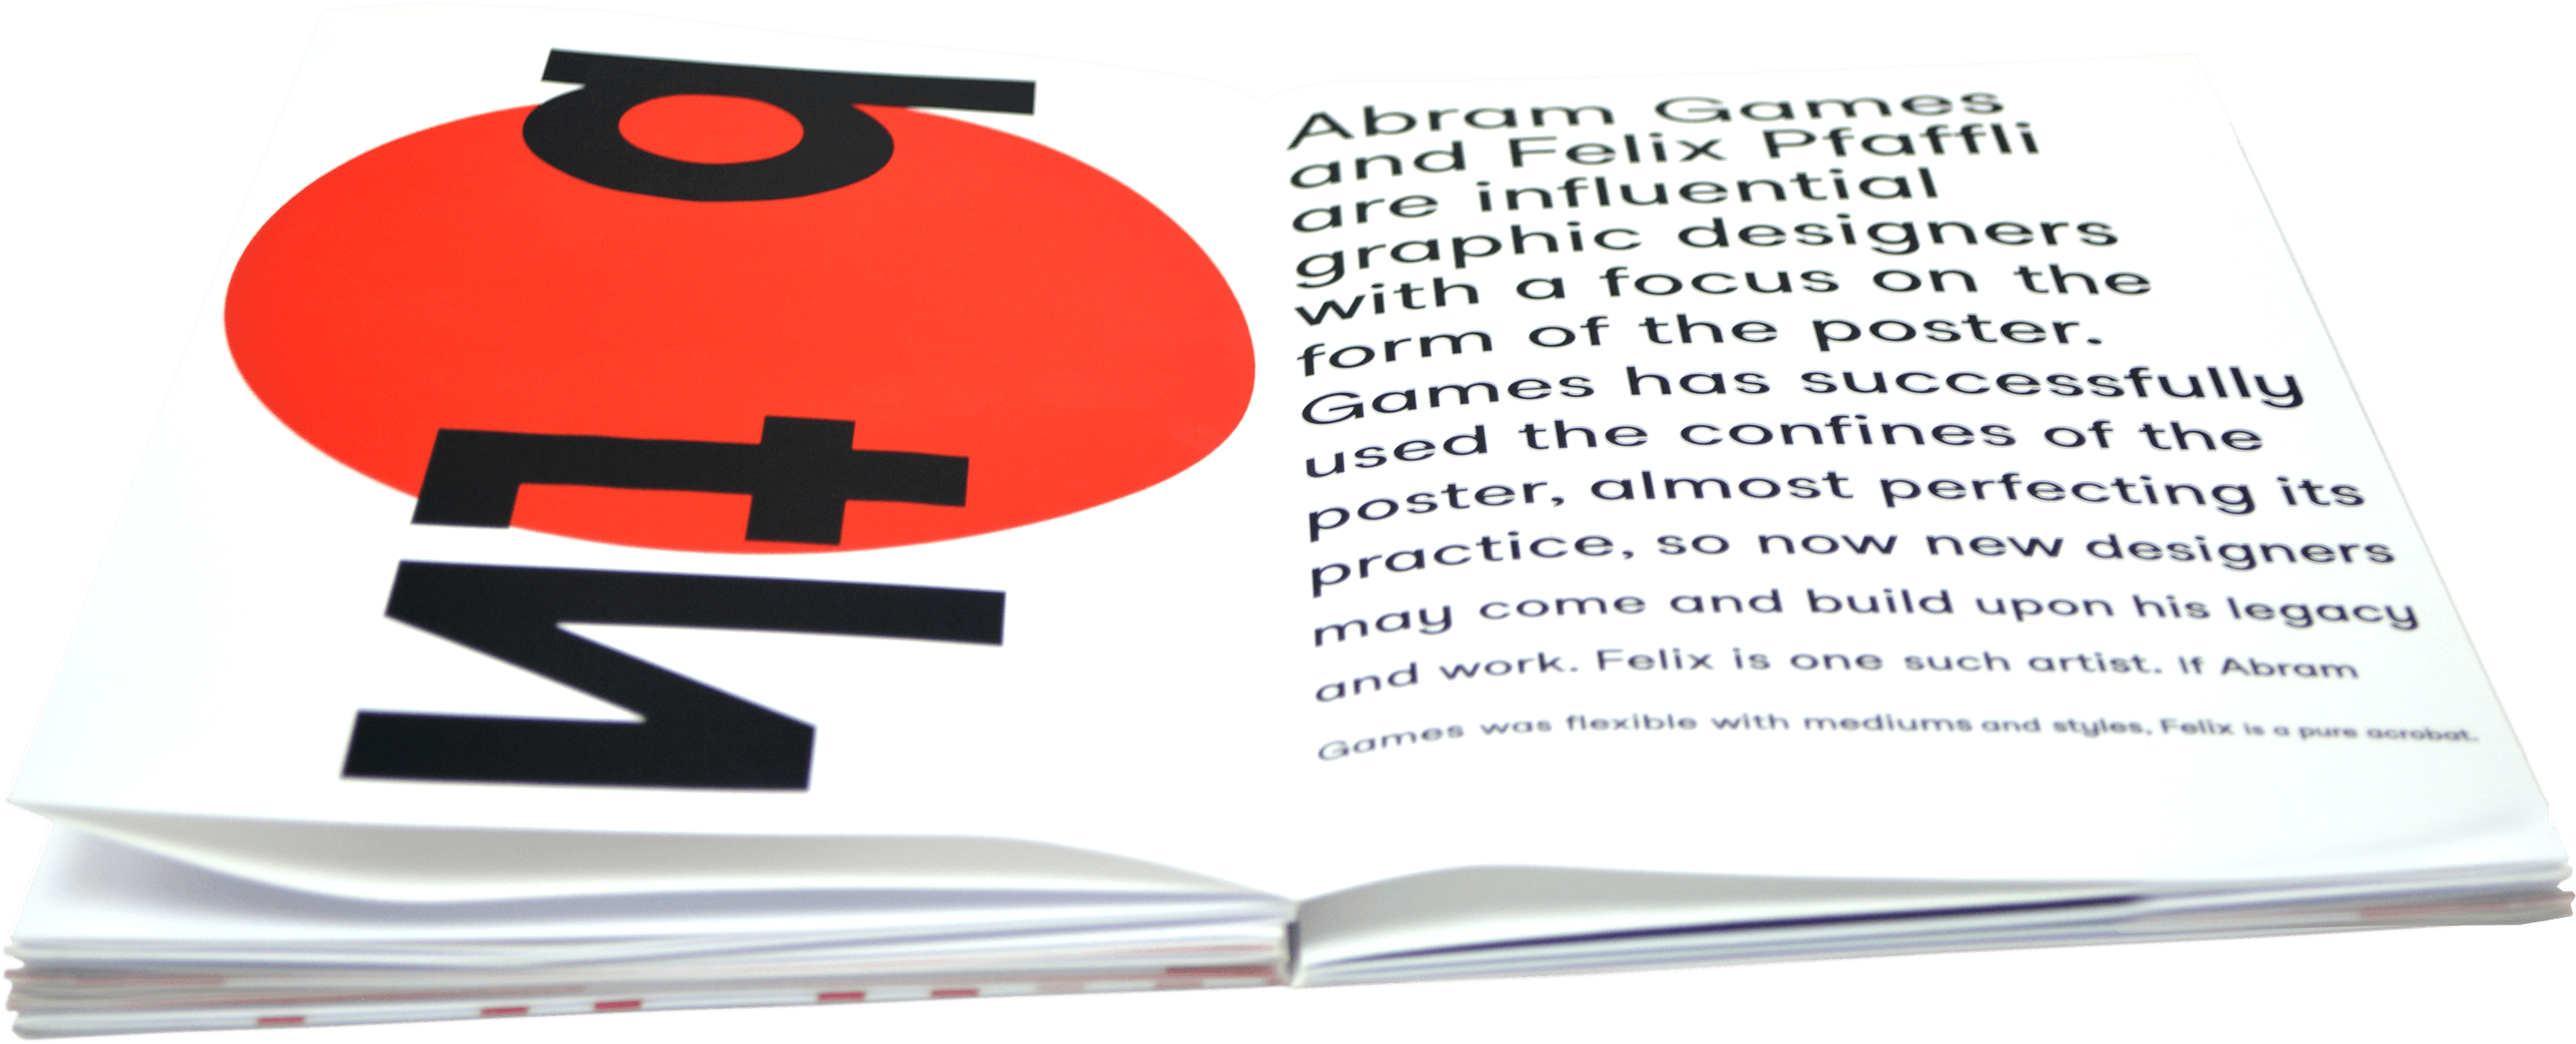 b
t
Abram Games
and Felix Pfaffli
are influential
graphic designers
with a focus on the
form of the poster.
Games has successfully
used the confines of the
poster, almost perfecting its
practice, so now new designers
may come and build upon his legacy
and work. Felix is one such artist. If Abram
Games was flexible with mediums and styles, Felix is a pure acrobat.